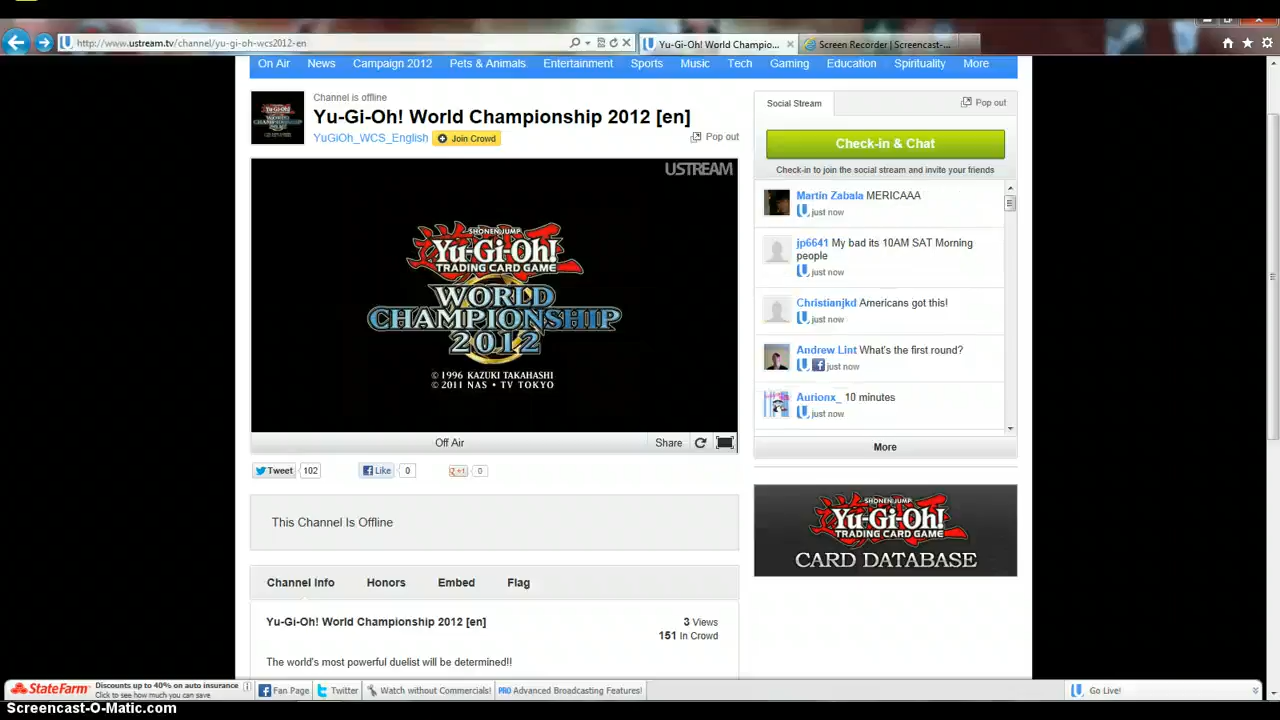 http://www.ustream.tv/channel/yu-gi-oh-wcs2012-en
Yu-Gi-Oh! World Champio...
Screen Recorder | Screencast-...
On Air News Campaign 2012 Pets & Animals Entertainment Sports Music Tech Gaming Education Spirituality More
Channel is offline
Yu-Gi-Oh! World Championship 2012 [en]
YuGiOh_WCS_English
Join Crowd
Pop out
USTREAM
SHONEN JUMP
Yu-Gi-Oh!
TRADING CARD GAME
WORLD
CHAMPIONSHIP
2012
© 1996 KAZUKI TAKAHASHI
© 2011 NAS • TV TOKYO
Off Air
Share
Tweet 102
Like 0
+1 0
This Channel Is Offline
Channel Info Honors Embed Flag
Yu-Gi-Oh! World Championship 2012 [en]
3 Views
151 In Crowd
The world's most powerful duelist will be determined!!
Social Stream
Pop out
Check-in & Chat
Check-in to join the social stream and invite your friends
Martin Zabala MERICAAA
just now
jp6641 My bad its 10AM SAT Morning
people
just now
Christianjkd Americans got this!
just now
Andrew Lint What's the first round?
just now
Aurionx_ 10 minutes
just now
More
SHONEN JUMP
Yu-Gi-Oh!
TRADING CARD GAME
CARD DATABASE
StateFarm
Discounts up to 40% on auto insurance
Click to see how much you can save
Fan Page
Twitter
Watch without Commercials!
PRO Advanced Broadcasting Features!
Go Live!
Screencast-O-Matic.com